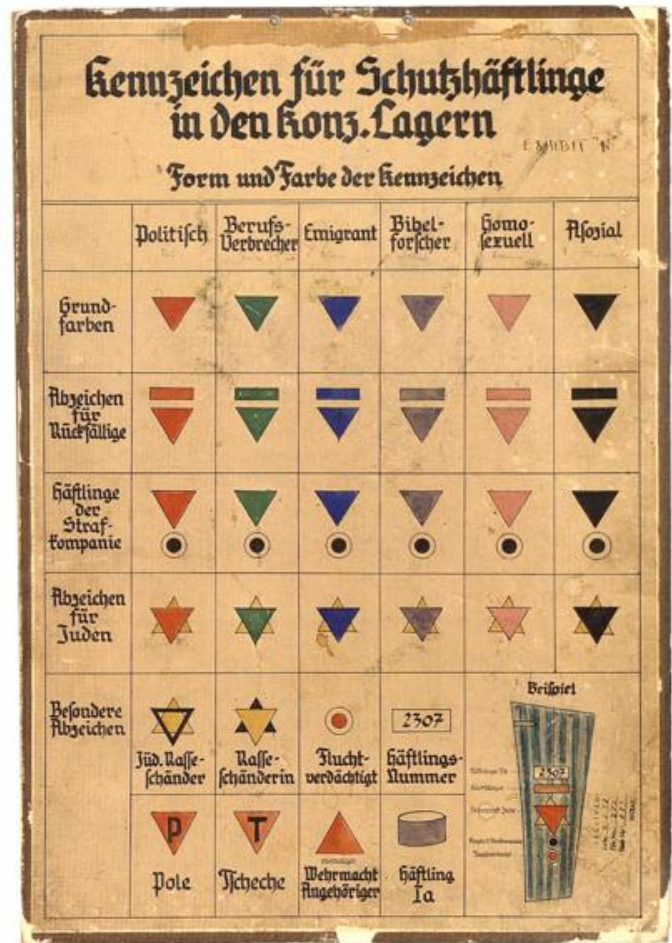 Kennzeichen für Schutzhäftlinge
in den Konz.Lagern
EXHIBIT "N"
Form und Farbe der Kennzeichen
Politisch
Berufs-
Verbrecher
Emigrant
Bibel-
forscher
Homo-
sexuell
Asozial
Grund-
farben
Abzeichen
für
Rückfällige
Häftlinge
der
Straf-
kompanie
Abzeichen
für
Juden
Besondere
Abzeichen
Jüd. Rasse-
schänder
Rasse-
schänderin
Flucht-
verdächtigt
2307
Häftlings-
Nummer
Beispiel
2307
P
Pole
T
Tscheche
Wehrmacht
Angehöriger
Häftling
Ia